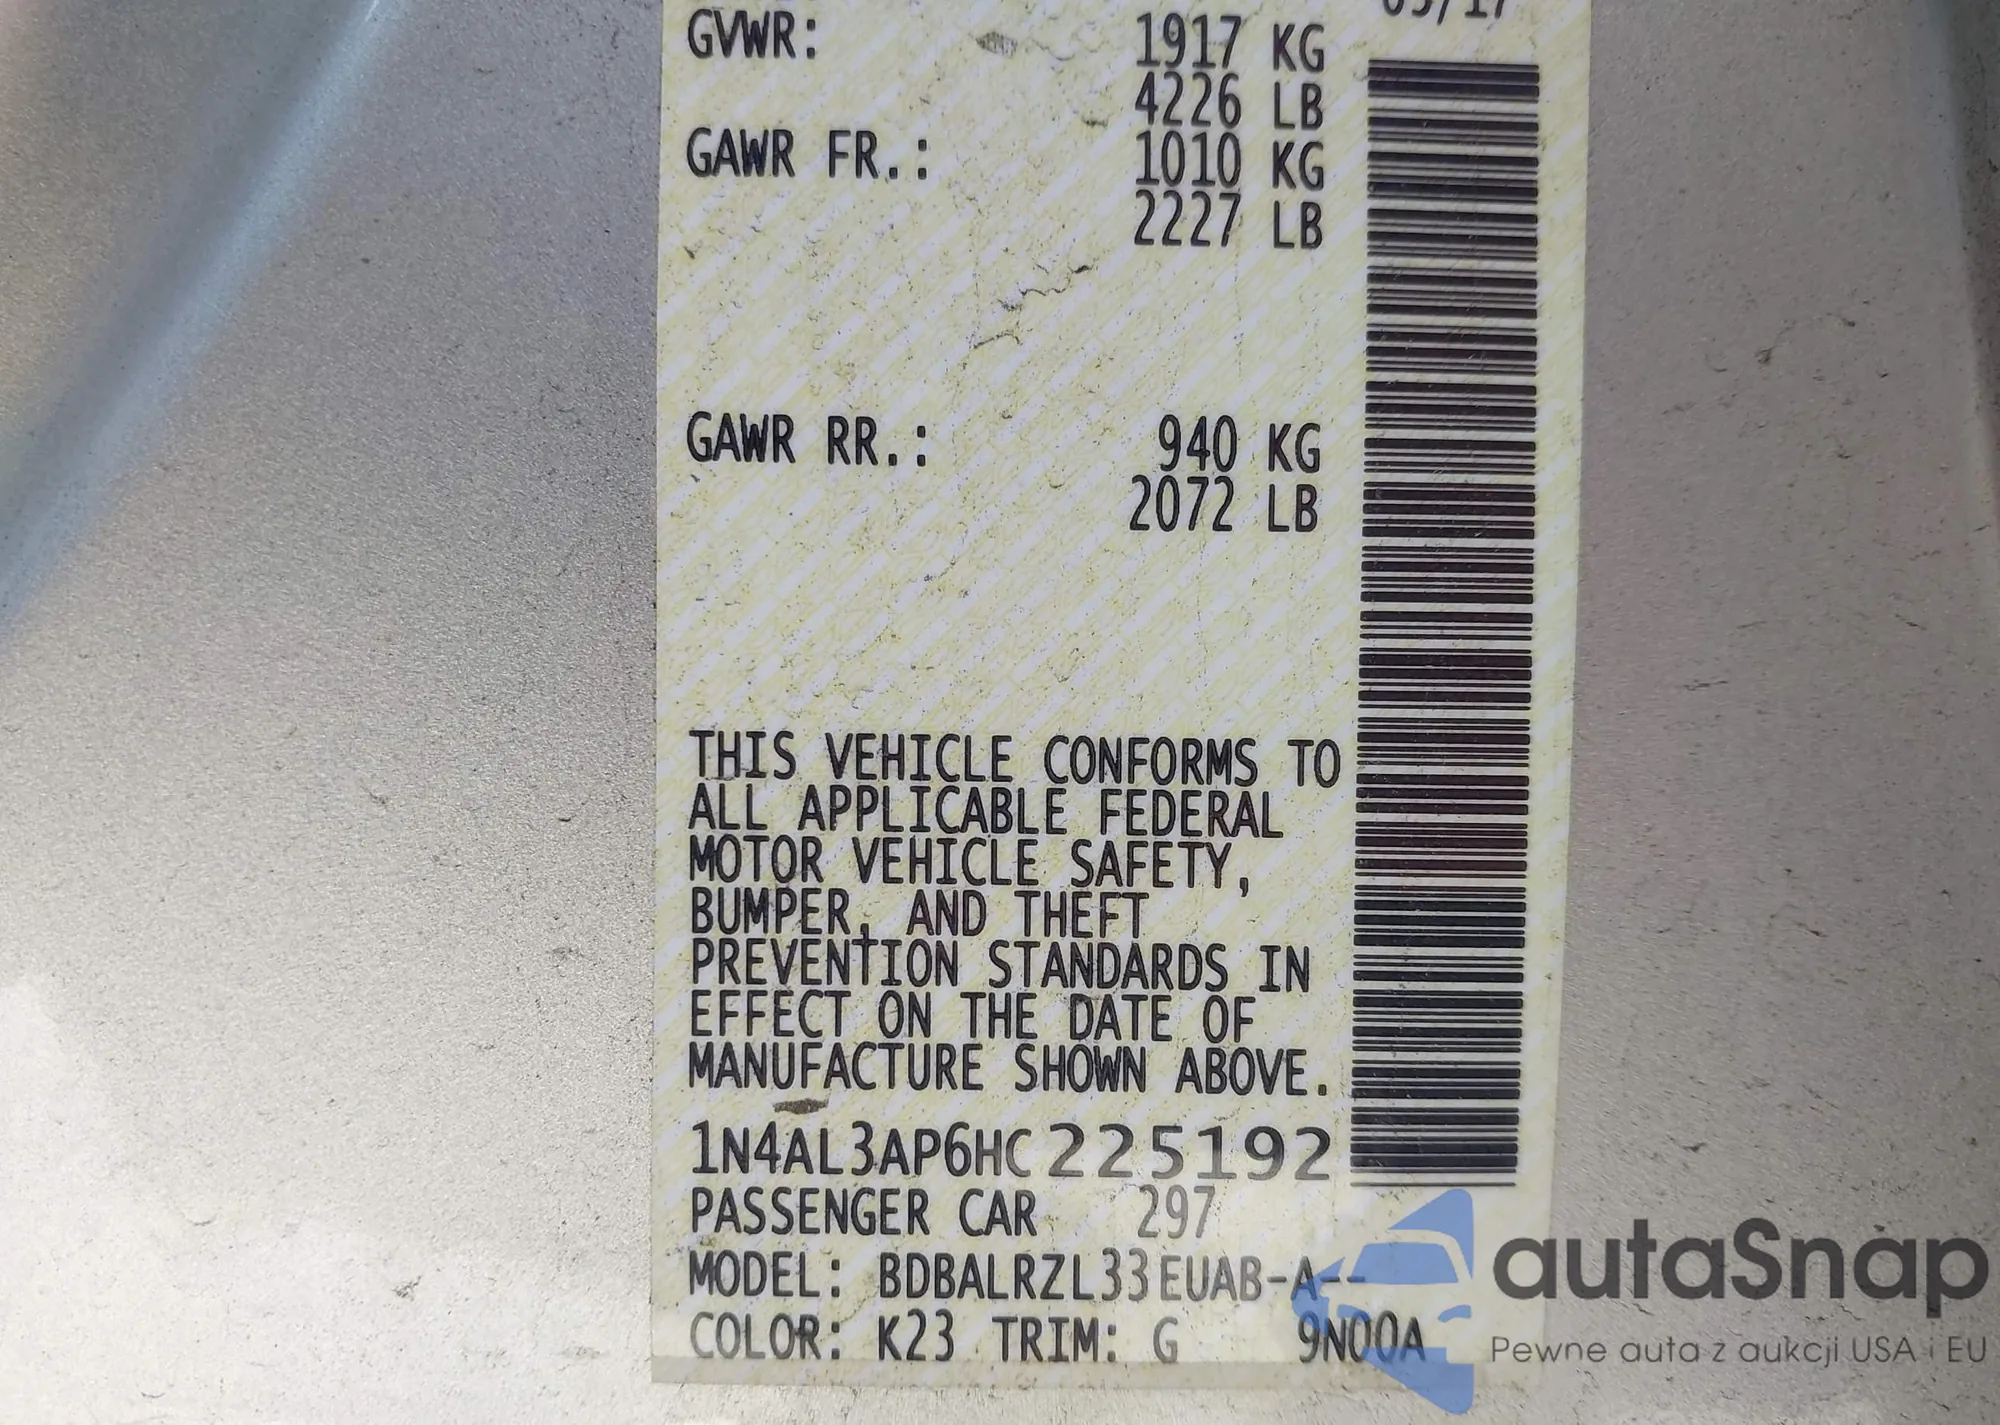 GVWR: 1917 KG
4226 LB
GAWR FR.: 1010 KG
2227 LB
GAWR RR.: 940 KG
2072 LB
THIS VEHICLE CONFORMS TO
ALL APPLICABLE FEDERAL
MOTOR VEHICLE SAFETY,
BUMPER, AND THEFT
PREVENTION STANDARDS IN
EFFECT ON THE DATE OF
MANUFACTURE SHOWN ABOVE.
1N4AL3AP6HC225192
PASSENGER CAR 297
MODEL: BDBALRZL33EUAB-A--
COLOR: K23 TRIM: G 9N00A
autaSnap
Pewne auta z aukcji USA i EU